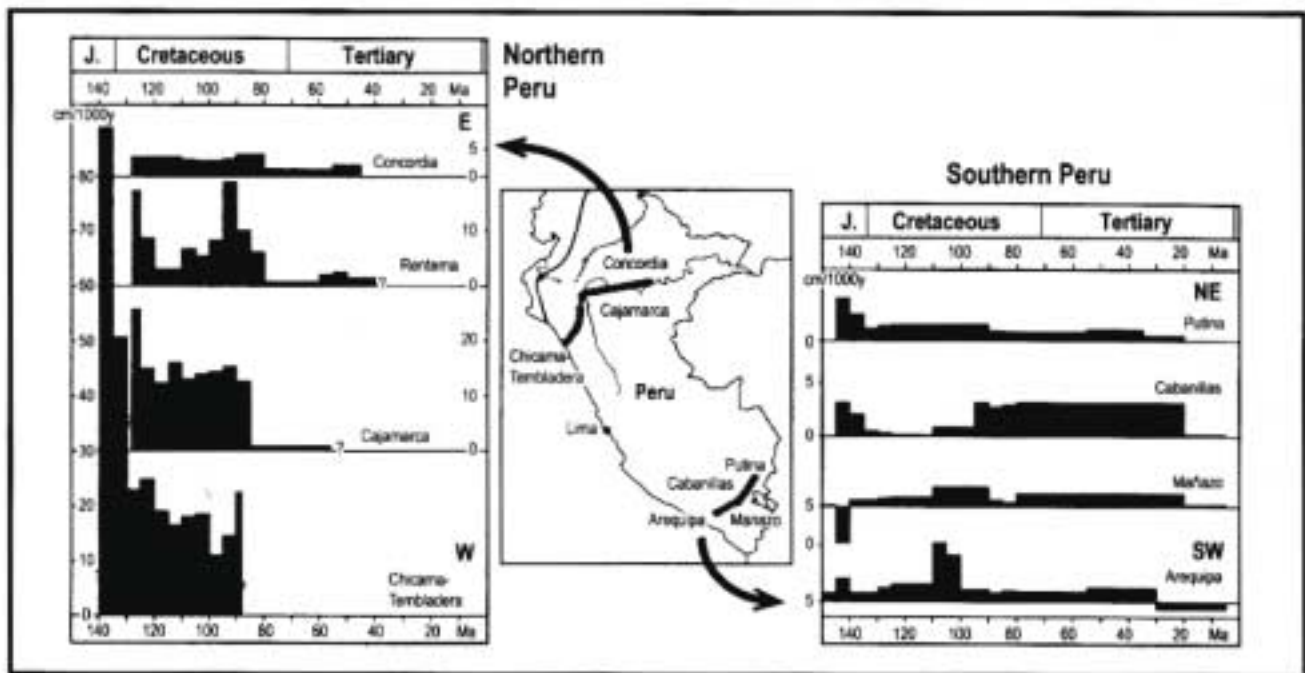 J. Cretaceous Tertiary
140 120 100 80 60 40 20 Ma
cm/1000y
E
Concordia
5
0
80
70
10
Rentema
60
?
0
50
20
40
10
30
Cajamarca
?
0
20
10
W
Chicama-
Tembladera
0
140 120 100 80 60 40 20 Ma
Northern
Peru
Concordia
Cajamarca
Chicama-
Tembladera
Peru
Lima
Putina
Cabanillas
Arequipa
Mañazo
Southern Peru
J. Cretaceous Tertiary
140 120 100 80 60 40 20 Ma
cm/1000y
NE
Putina
0
5
Cabanillas
0
Mañazo
5
0
SW
Arequipa
5
140 120 100 80 60 40 20 Ma